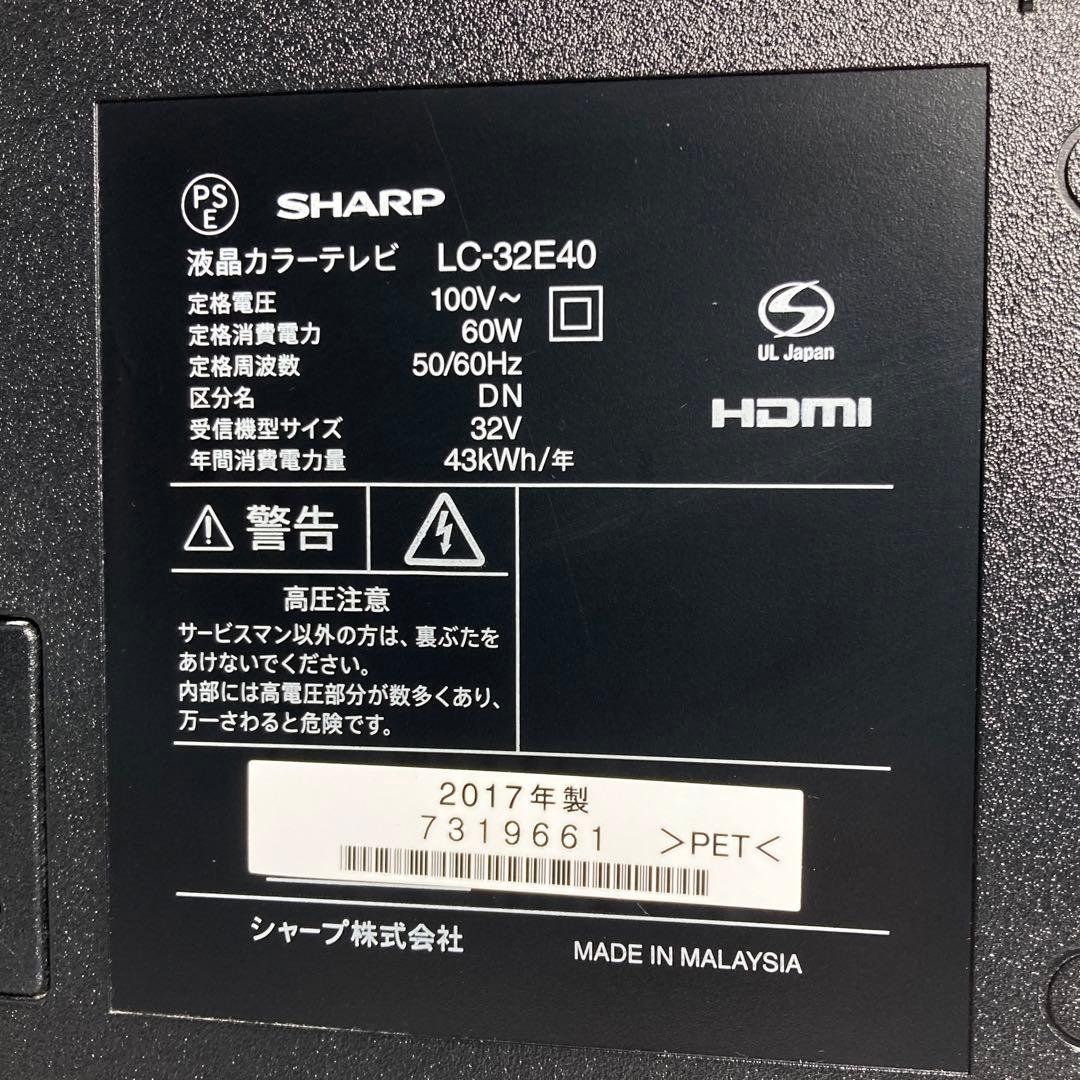 PS
E
SHARP
液晶カラーテレビ LC-32E40
定格電圧 100V～
定格消費電力 60W
定格周波数 50/60Hz
区分名 DN
受信機型サイズ 32V
年間消費電力量 43kWh/年
UL Japan
HDMI
警告
高圧注意
サービスマン以外の方は、裏ぶたを
あけないでください。
内部には高電圧部分が数多くあり、
万一さわると危険です。
2017年製
7319661 >PET<
シャープ株式会社
MADE IN MALAYSIA